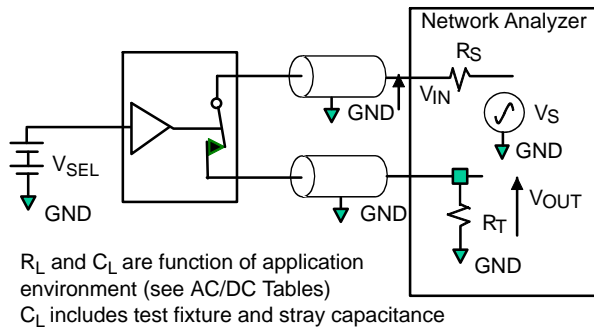 Network Analyzer
RS
GND
VIN
VS
VSEL
GND
GND
GND
VOUT
RT
GND
RL and CL are function of application
environment (see AC/DC Tables)
CL includes test fixture and stray capacitance